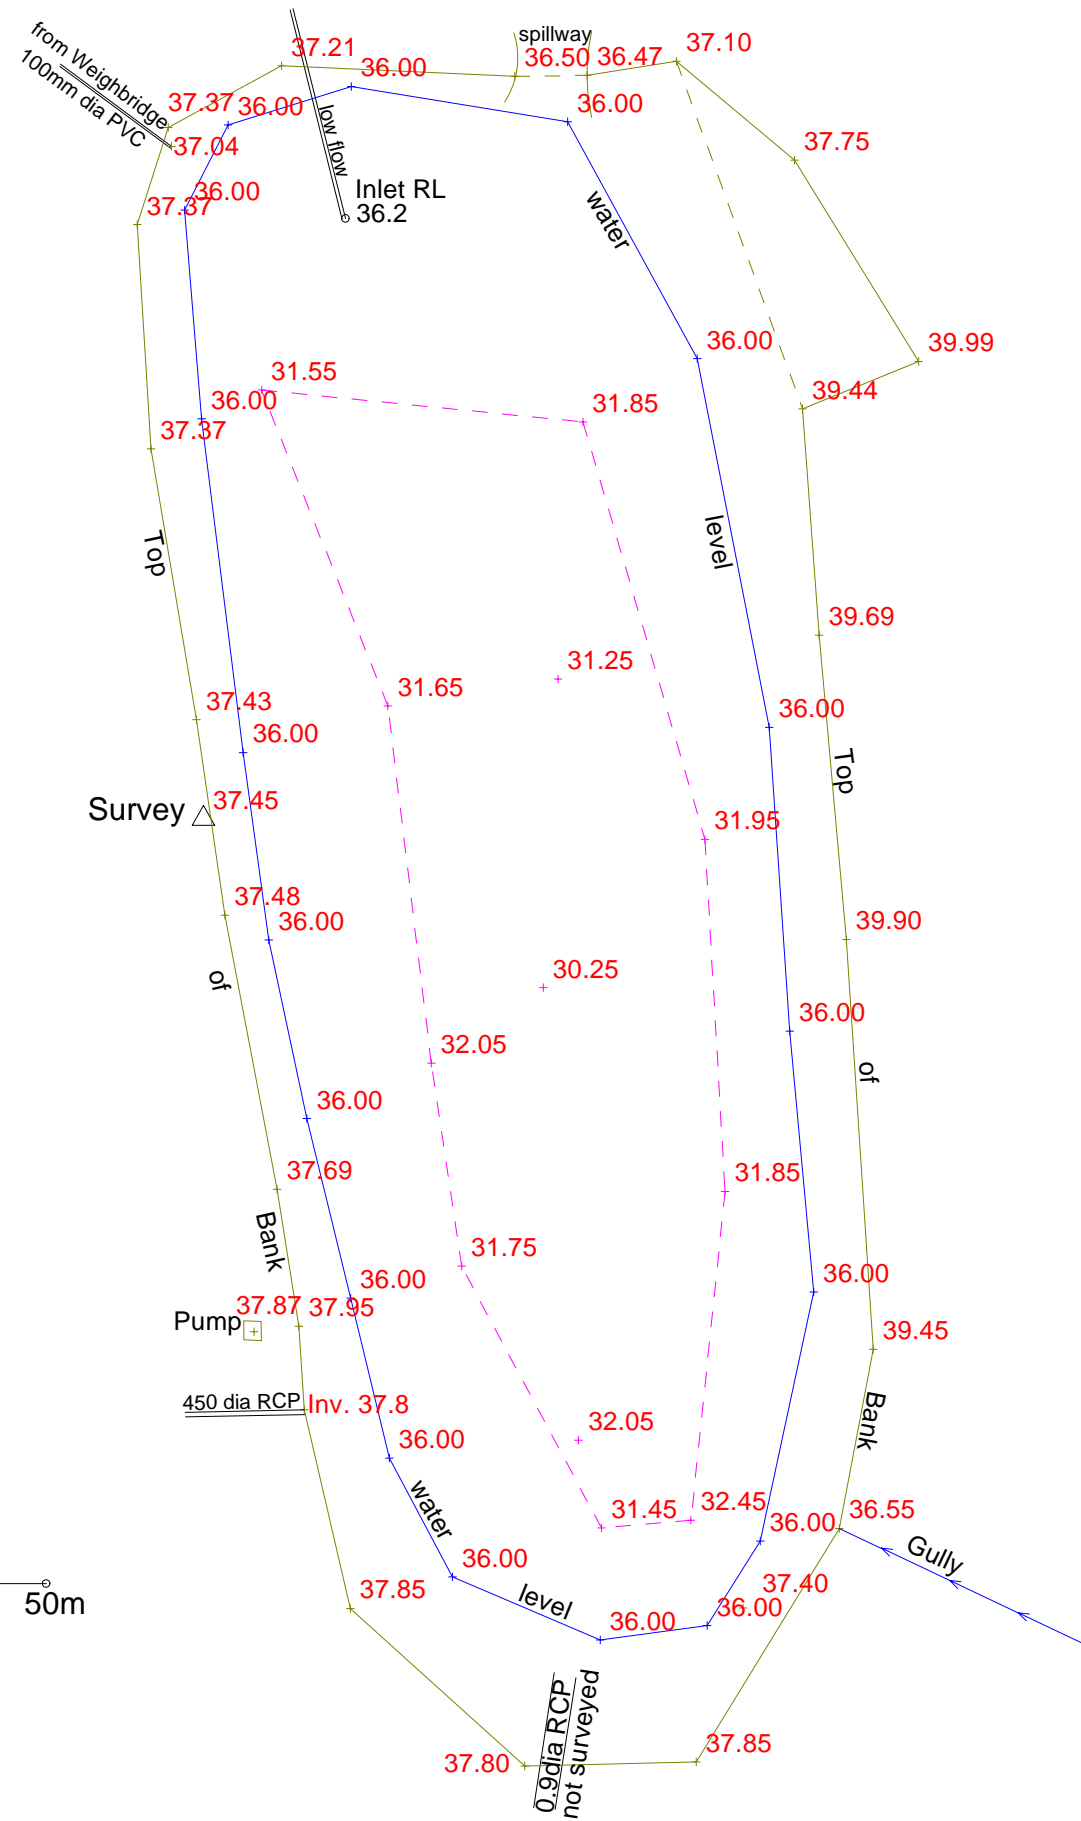 spillway
37.21
36.50
36.47
37.10
from Weighbridge
100mm dia PVC
36.00
37.37
36.00
low flow
36.00
37.04
37.75
36.00
Inlet RL
36.2
37.37
water
36.00
39.99
31.55
36.00
31.85
39.44
37.37
Top
level
39.69
31.25
31.65
37.43
36.00
36.00
Top
Survey
37.45
31.95
37.48
36.00
39.90
of
30.25
36.00
32.05
of
36.00
37.69
31.85
Bank
31.75
36.00
36.00
37.87
37.95
Pump
39.45
450 dia RCP
Inv. 37.8
Bank
36.00
32.05
water
31.45
32.45
36.00
36.55
Gully
36.00
37.40
50m
37.85
level
36.00
36.00
0.9dia RCP
not surveyed
37.80
37.85